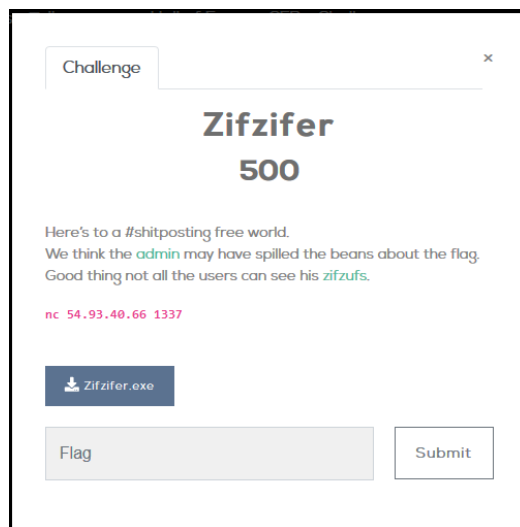 Challenge
×
Zifzifer
500
Here's to a #shitposting free world.
We think the admin may have spilled the beans about the flag.
Good thing not all the users can see his zifzufs.
nc 54.93.40.66 1337
Zifzifer.exe
Flag
Submit